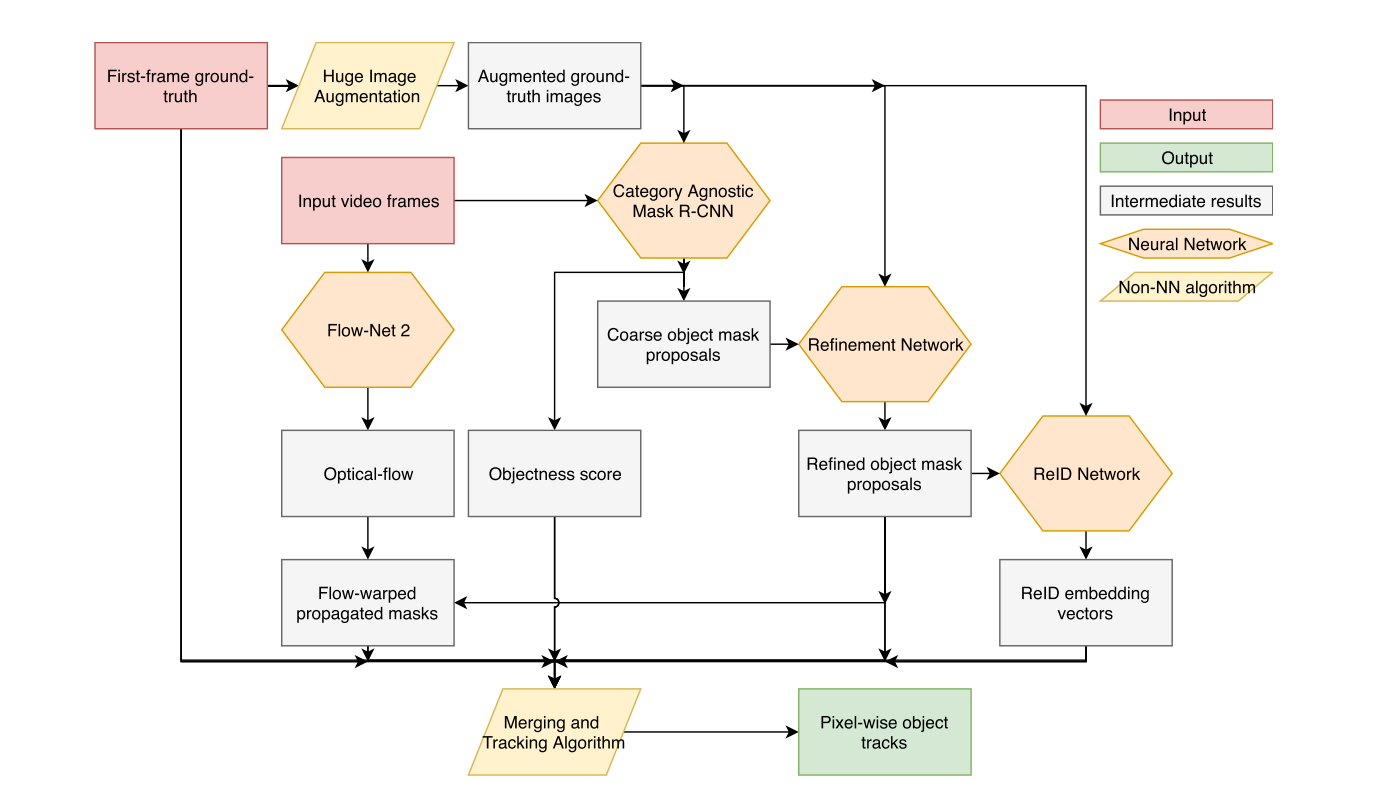 First-frame ground-
truth
Huge Image
Augmentation
Augmented ground-
truth images
Input
Output
Intermediate results
Neural Network
Non-NN algorithm
Input video frames
Category Agnostic
Mask R-CNN
Flow-Net 2
Coarse object mask
proposals
Refinement Network
Optical-flow
Objectness score
Refined object mask
proposals
ReID Network
Flow-warped
propagated masks
ReID embedding
vectors
Merging and
Tracking Algorithm
Pixel-wise object
tracks